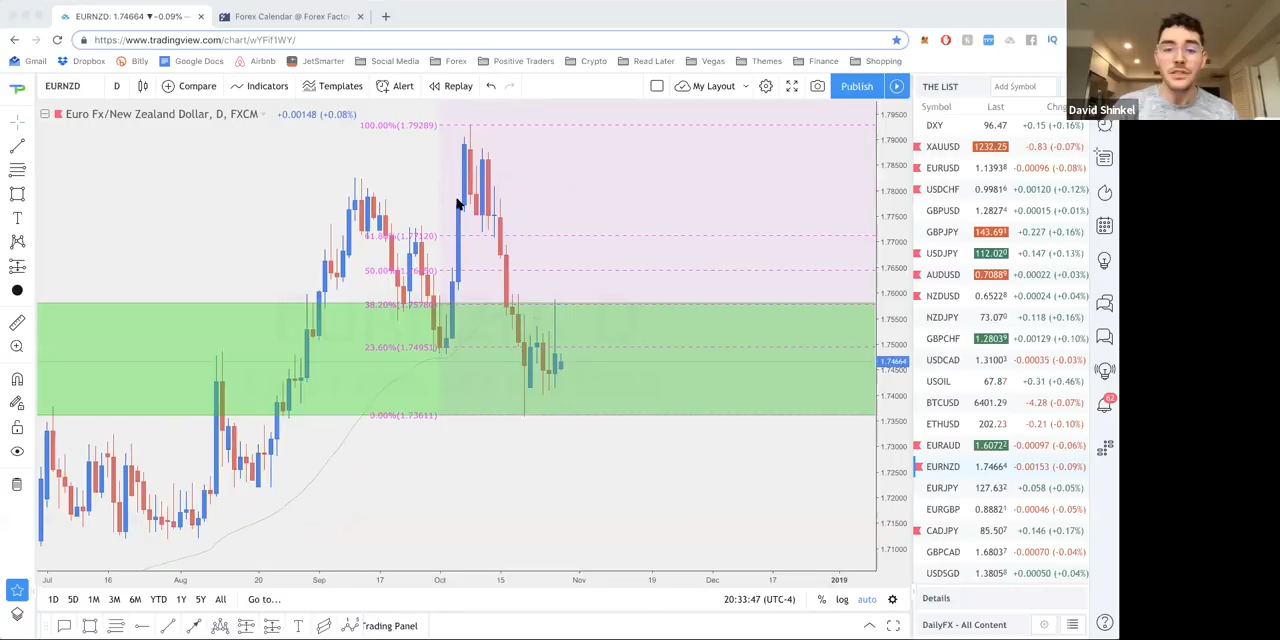 EURNZD: 1.74664 ▼−0.09% —
Forex Calendar @ Forex Facto
https://www.tradingview.com/chart/wYFif1WY/
Gmail Dropbox Bitly Google Docs Airbnb JetSmarter Social Media Forex Positive Traders Crypto Read Later Vegas Themes Finance Shopping
EURNZD D Compare Indicators Templates Alert Replay My Layout Publish
THE LIST Add Symbol
David Shinkel
Euro Fx/New Zealand Dollar, D, FXCM +0.00148 (+0.08%)
Symbol Last Chng
100.00%(1.79289)
61.80%(1.77120)
38.20%(1.75780)
23.60%(1.74951)
0.00%(1.73611)
1.79500
1.79000
1.78500
1.78000
1.77500
1.77000
1.76500
1.76000
1.75500
1.75000
1.74664
1.74500
1.74000
1.73500
1.73000
1.72500
1.72000
1.71500
1.71000
DXY 96.47 +0.15 (+0.16%)
XAUUSD 1232.25 -0.83 (-0.07%)
EURUSD 1.13938 -0.00096 (-0.08%)
USDCHF 0.99816 +0.00120 (+0.12%)
GBPUSD 1.28274 +0.00015 (+0.01%)
GBPJPY 143.691 +0.227 (+0.16%)
USDJPY 112.020 +0.147 (+0.13%)
AUDUSD 0.70889 +0.00022 (+0.03%)
NZDUSD 0.65228 +0.00024 (+0.04%)
NZDJPY 73.070 +0.118 (+0.16%)
GBPCHF 1.28039 +0.00129 (+0.10%)
USDCAD 1.31003 -0.00035 (-0.03%)
USOIL 67.87 +0.31 (+0.46%)
BTCUSD 6401.29 -4.28 (-0.07%)
ETHUSD 202.23 -0.21 (-0.10%)
EURAUD 1.60722 -0.00097 (-0.06%)
EURNZD 1.74664 -0.00153 (-0.09%)
EURJPY 127.632 +0.058 (+0.05%)
EURGBP 0.88821 -0.00046 (-0.05%)
CADJPY 85.507 +0.146 (+0.17%)
GBPCAD 1.68037 -0.00070 (-0.04%)
USDSGD 1.38058 +0.00050 (+0.04%)
62
Jul 16 Aug 20 Sep 17 Oct 15 Nov 19 Dec 17 2019
1D 5D 1M 3M 6M YTD 1Y 5Y All Go to... 20:33:47 (UTC-4) % log auto
Details
Trading Panel
DailyFX - All Content